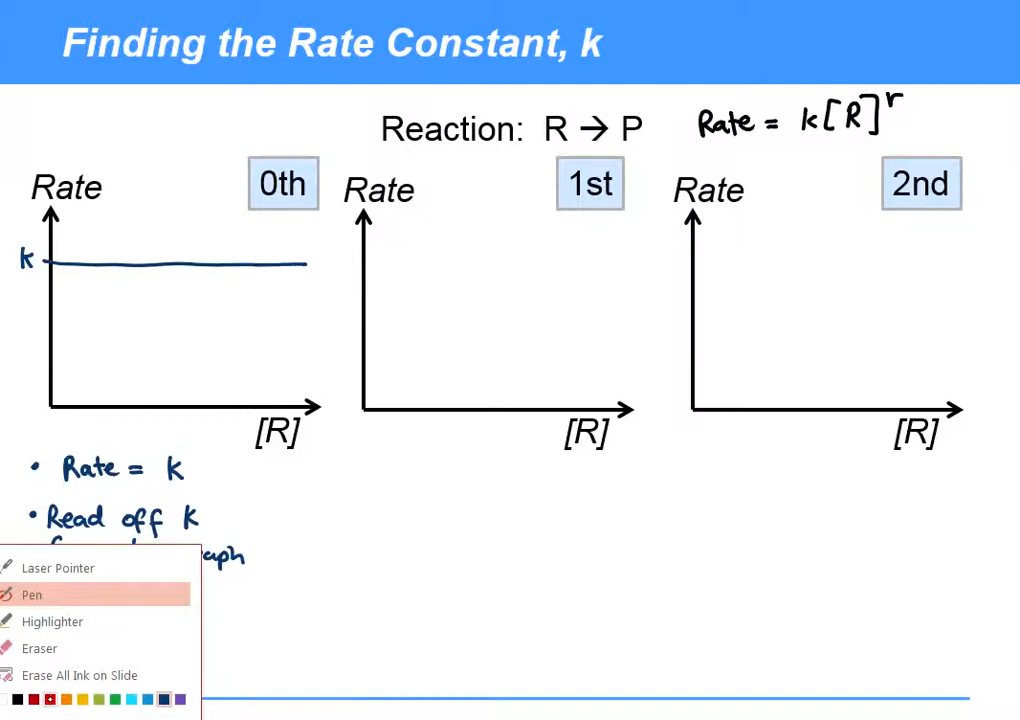 Finding the Rate Constant, k
Reaction: R → P
Rate = k[R]^r
Rate
0th
Rate
1st
Rate
2nd
k
[R]
[R]
[R]
• Rate = k
• Read off k
Laser Pointer
Pen
Highlighter
Eraser
Erase All Ink on Slide